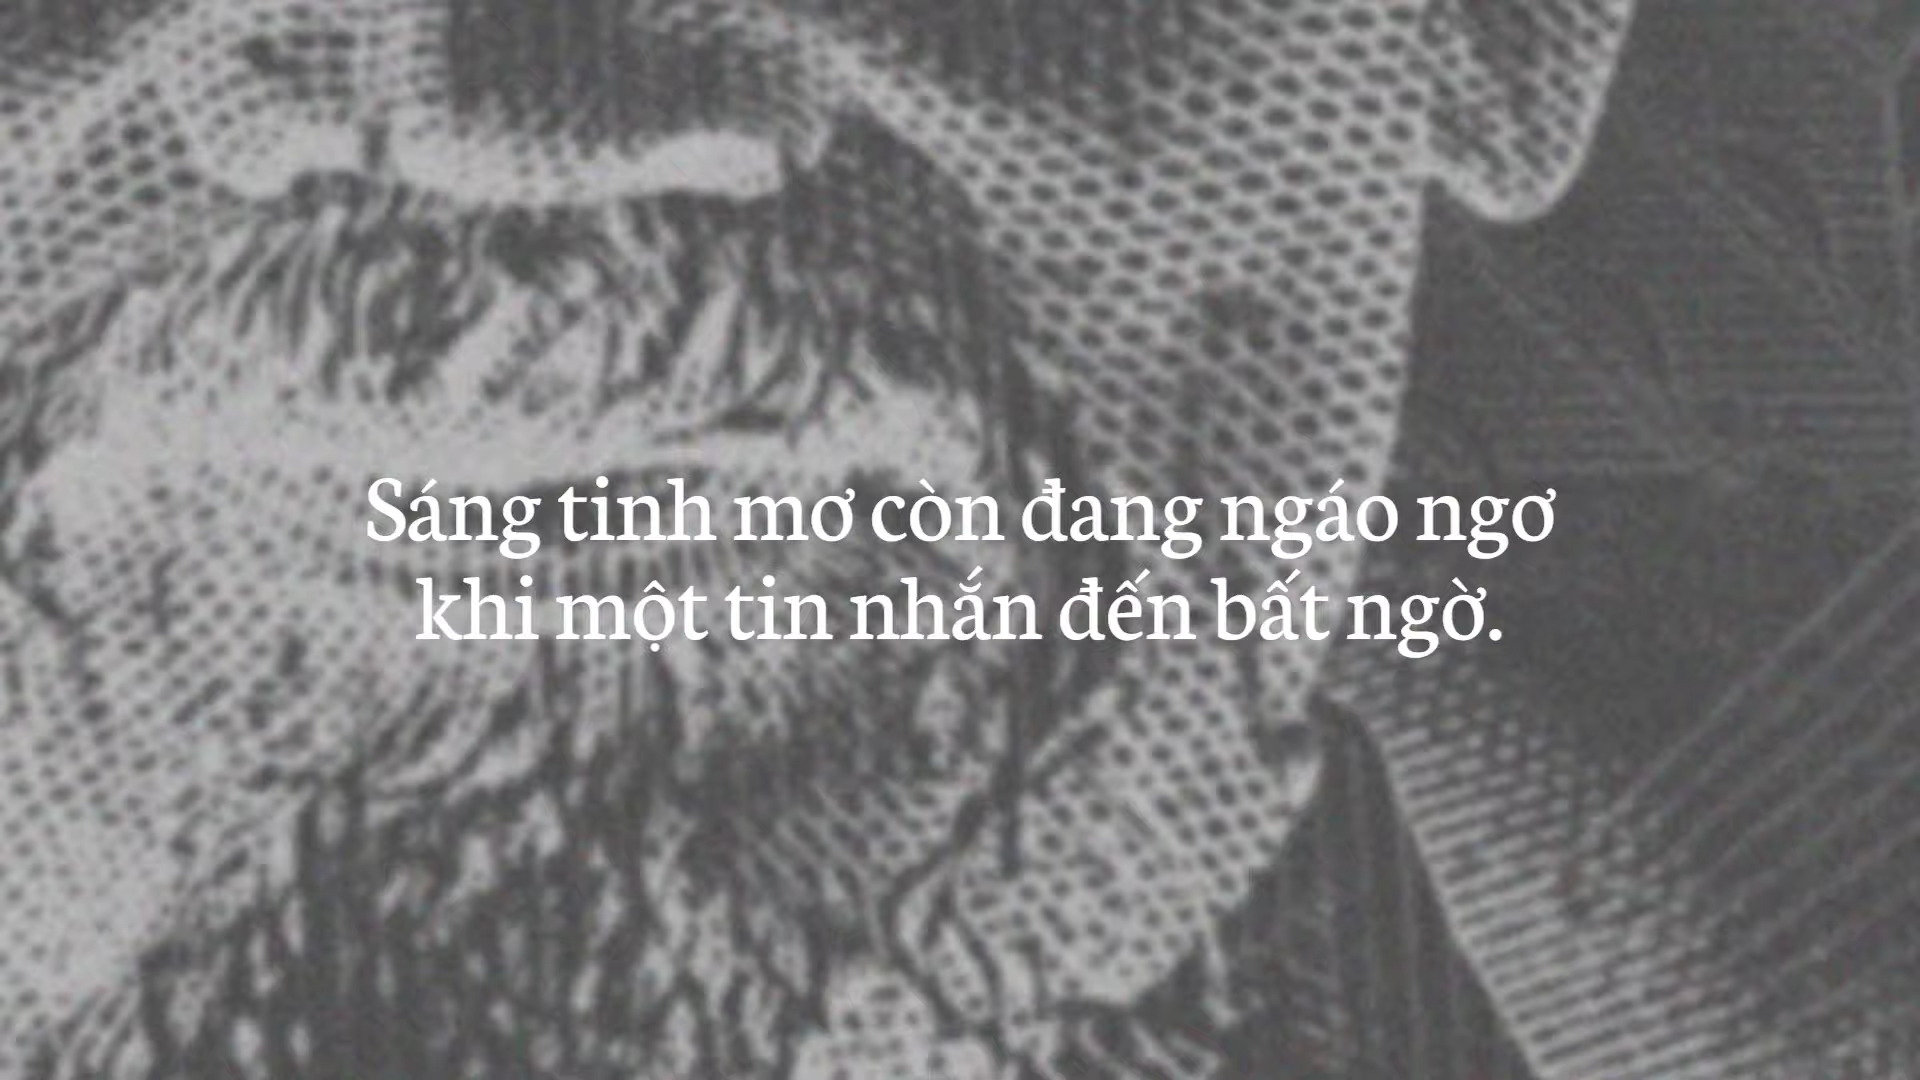 Sáng tinh mơ còn đang ngáo ngơ
khi một tin nhắn đến bất ngờ.